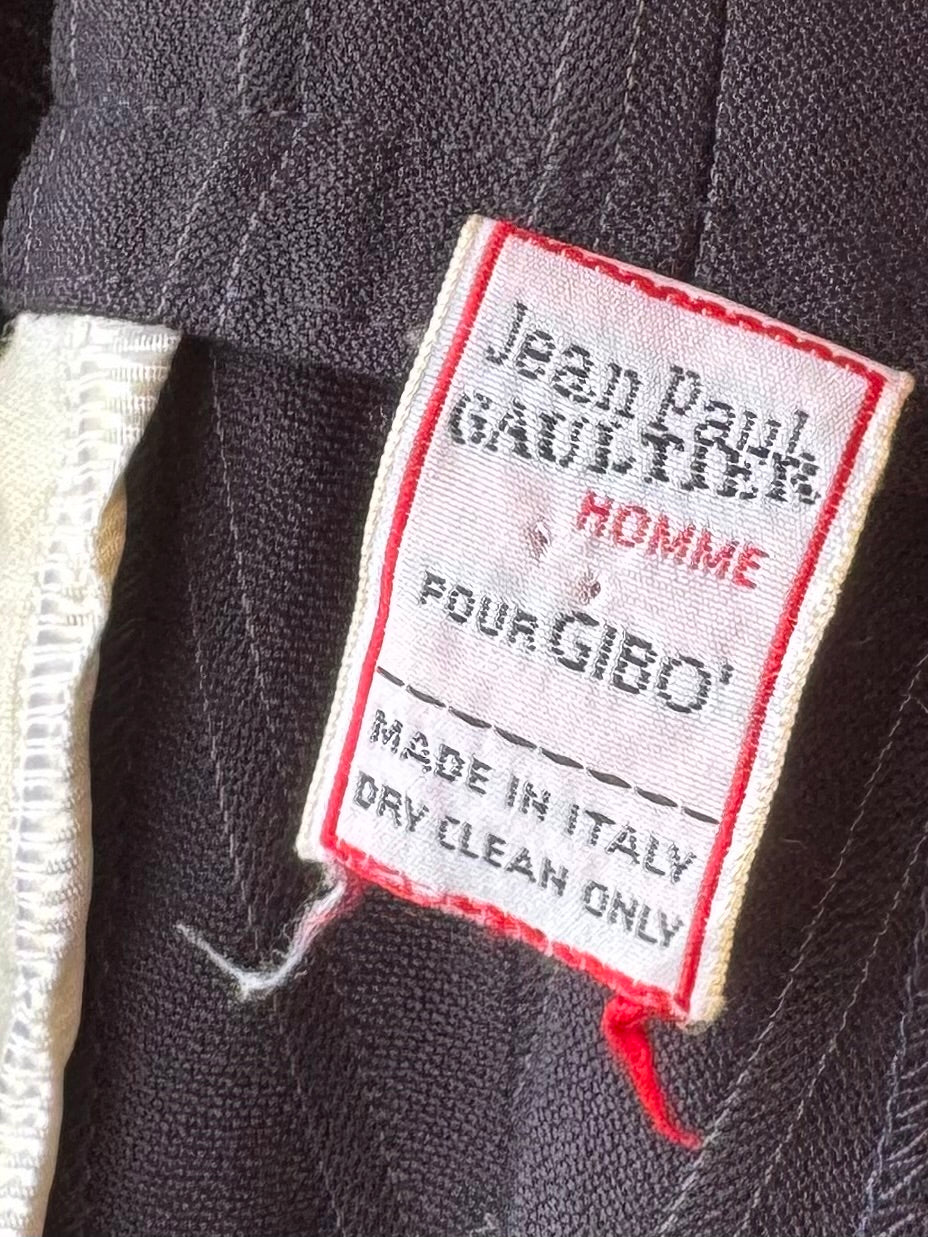 Jean Paul
GAULTIER
HOMME
POUR GIBO'
MADE IN ITALY
DRY CLEAN ONLY